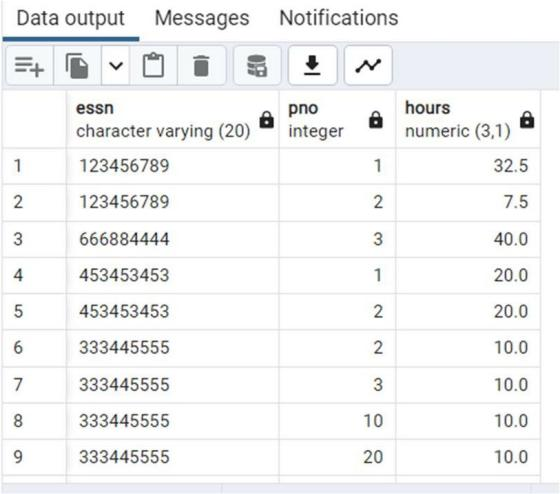 Data output Messages Notifications
essn pno hours
character varying (20) integer numeric (3,1)
1 123456789 1 32.5
2 123456789 2 7.5
3 666884444 3 40.0
4 453453453 1 20.0
5 453453453 2 20.0
6 333445555 2 10.0
7 333445555 3 10.0
8 333445555 10 10.0
9 333445555 20 10.0